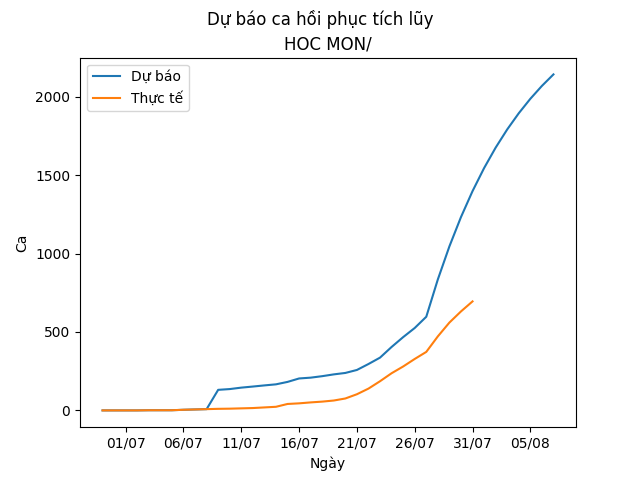 Dự báo ca hồi phục tích lũy
HOC MON/
Dự báo
Thực tế
2000
1500
1000
500
0
Ca
01/07 06/07 11/07 16/07 21/07 26/07 31/07 05/08
Ngày